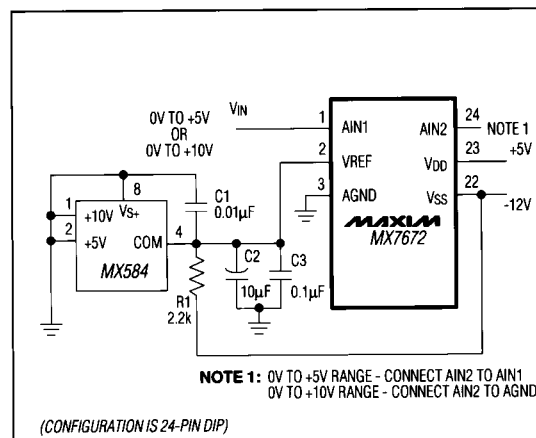 VIN
0V TO +5V
OR
0V TO +10V
1 AIN1
AIN2 24 NOTE 1
2 VREF
VDD 23 +5V
3 AGND
VSS 22 -12V
MAXIM
MX7672
8
VS+
1 +10V
2 +5V
COM 4
MX584
C1
0.01µF
C2
10µF
C3
0.1µF
R1
2.2k
NOTE 1: 0V TO +5V RANGE - CONNECT AIN2 TO AIN1
0V TO +10V RANGE - CONNECT AIN2 TO AGND
(CONFIGURATION IS 24-PIN DIP)